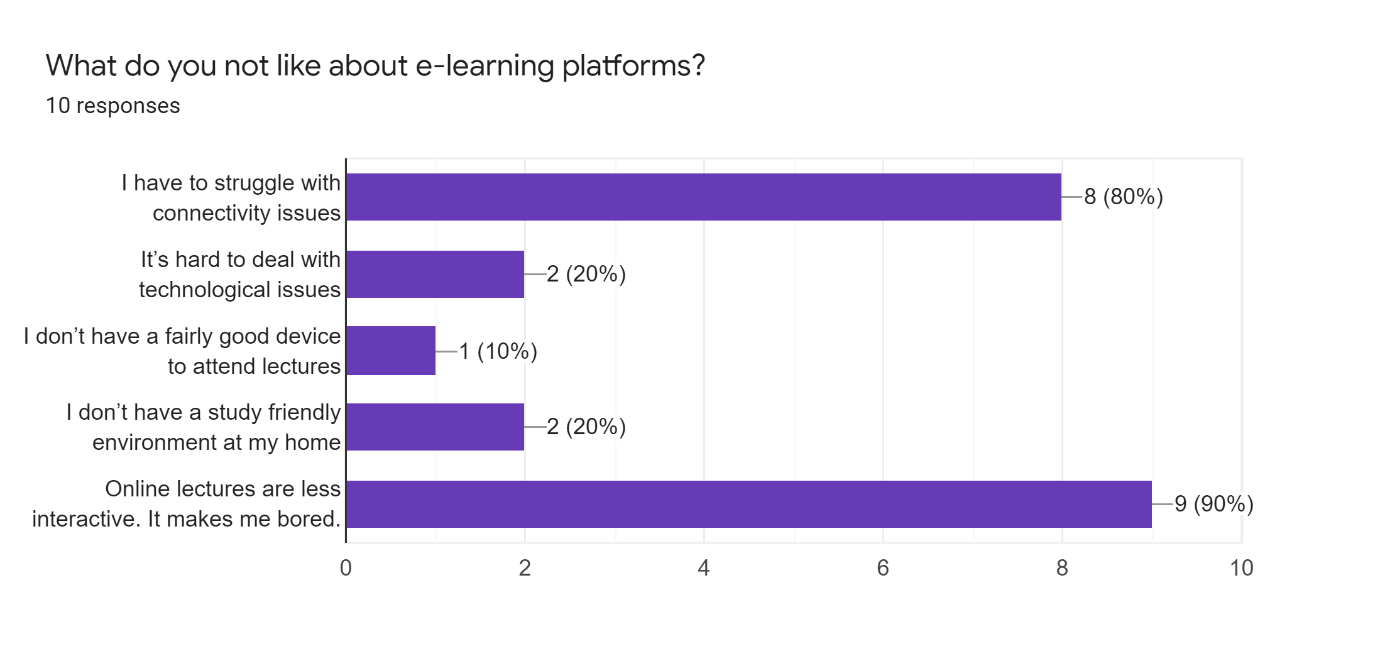 What do you not like about e-learning platforms?
10 responses
I have to struggle with
connectivity issues
8 (80%)
It’s hard to deal with
technological issues
2 (20%)
I don’t have a fairly good device
to attend lectures
1 (10%)
I don’t have a study friendly
environment at my home
2 (20%)
Online lectures are less
interactive. It makes me bored.
9 (90%)
0 2 4 6 8 10